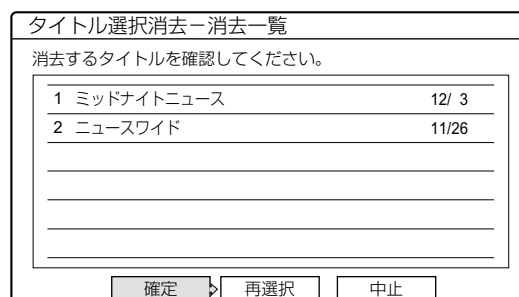 タイトル選択消去－消去一覧
消去するタイトルを確認してください。
1 ミッドナイトニュース 12/ 3
2 ニュースワイド 11/26
確定 再選択 中止